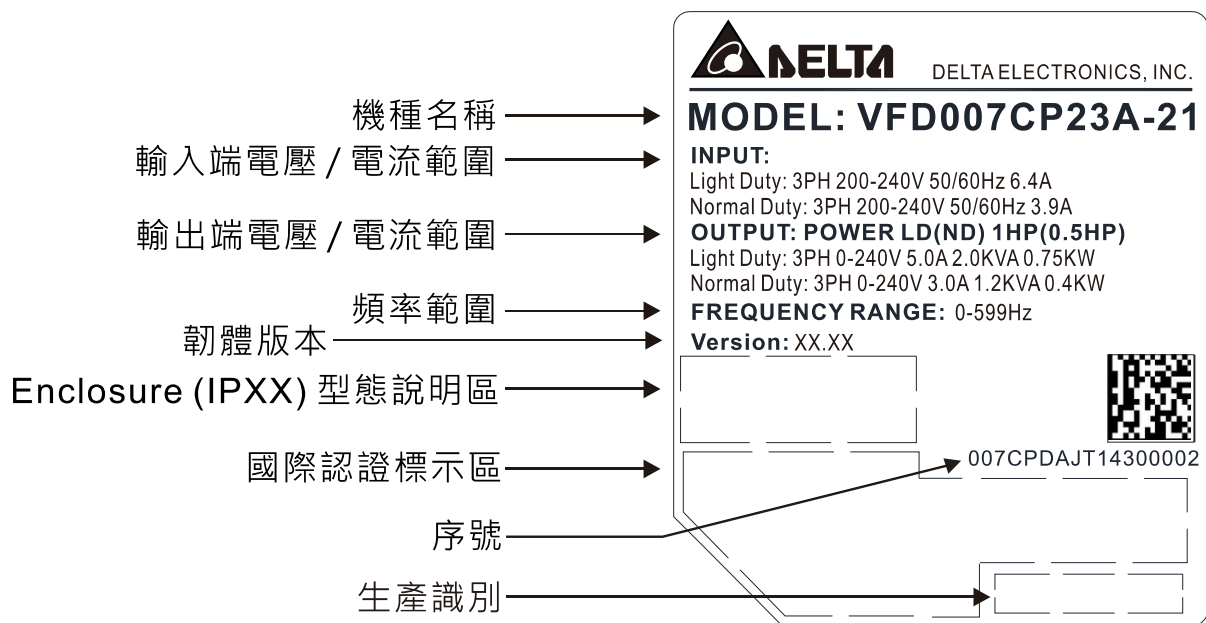 DELTA
DELTA ELECTRONICS, INC.
機種名稱
MODEL: VFD007CP23A-21
輸入端電壓 / 電流範圍
INPUT:
Light Duty: 3PH 200-240V 50/60Hz 6.4A
Normal Duty: 3PH 200-240V 50/60Hz 3.9A
輸出端電壓 / 電流範圍
OUTPUT: POWER LD(ND) 1HP(0.5HP)
Light Duty: 3PH 0-240V 5.0A 2.0KVA 0.75KW
Normal Duty: 3PH 0-240V 3.0A 1.2KVA 0.4KW
頻率範圍
FREQUENCY RANGE: 0-599Hz
韌體版本
Version: XX.XX
Enclosure (IPXX) 型態說明區
國際認證標示區
007CPDAJT14300002
序號
生產識別